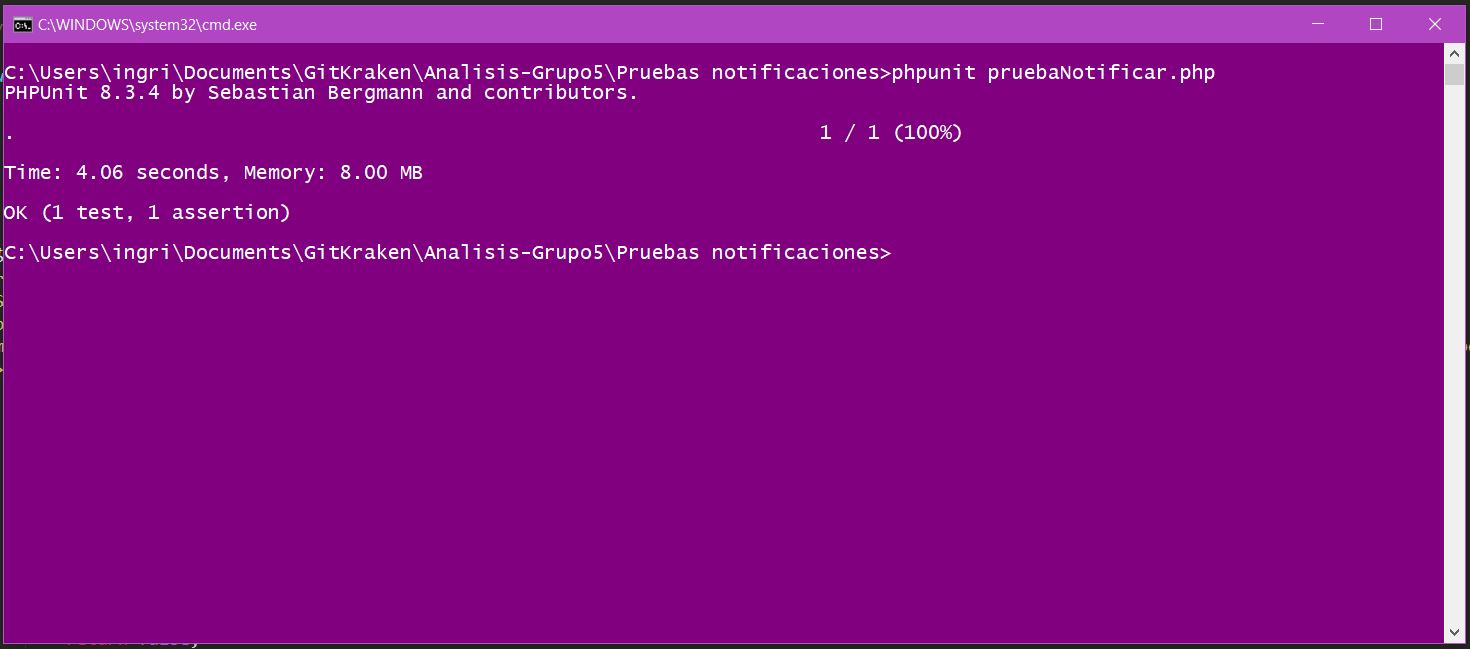 C:\WINDOWS\system32\cmd.exe
C:\Users\ingri\Documents\GitKraken\Analisis-Grupo5\Pruebas notificaciones>phpunit pruebaNotificar.php
PHPUnit 8.3.4 by Sebastian Bergmann and contributors.
. 1 / 1 (100%)
Time: 4.06 seconds, Memory: 8.00 MB
OK (1 test, 1 assertion)
C:\Users\ingri\Documents\GitKraken\Analisis-Grupo5\Pruebas notificaciones>